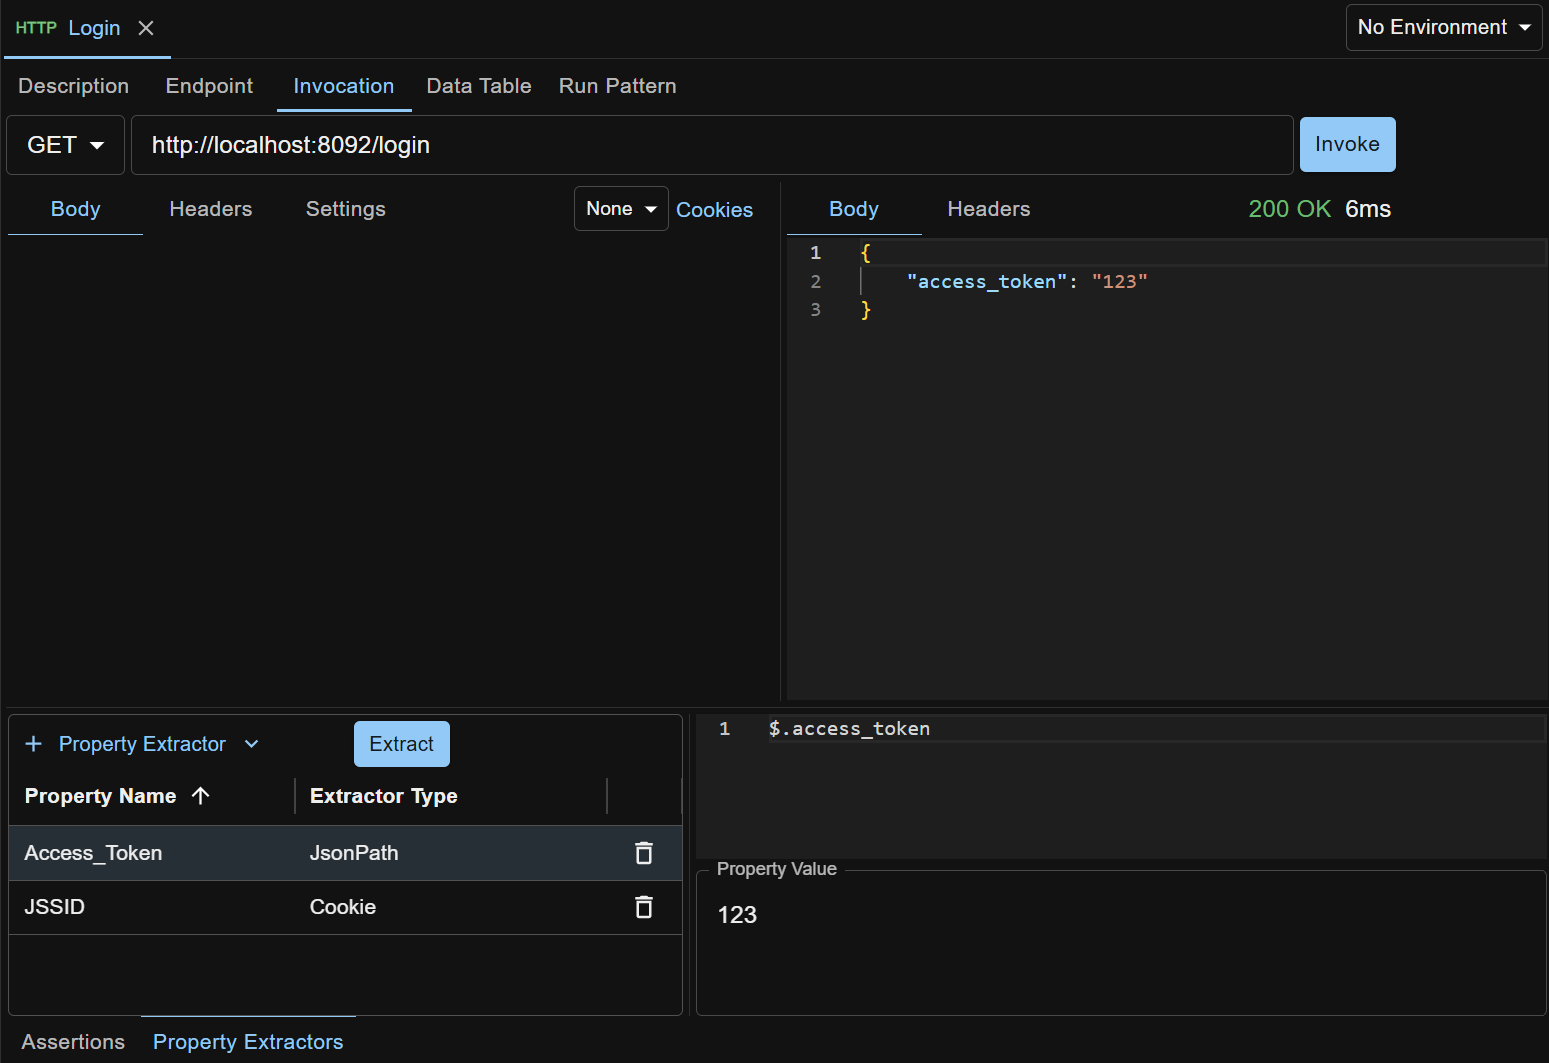 HTTP Login
No Environment
Description Endpoint Invocation Data Table Run Pattern
GET http://localhost:8092/login Invoke
Body Headers Settings None Cookies
Body Headers 200 OK 6ms
1 {
2 "access_token": "123"
3 }
+ Property Extractor Extract
Property Name ↑ Extractor Type
Access_Token JsonPath
JSSID Cookie
1 $.access_token
Property Value
123
Assertions Property Extractors